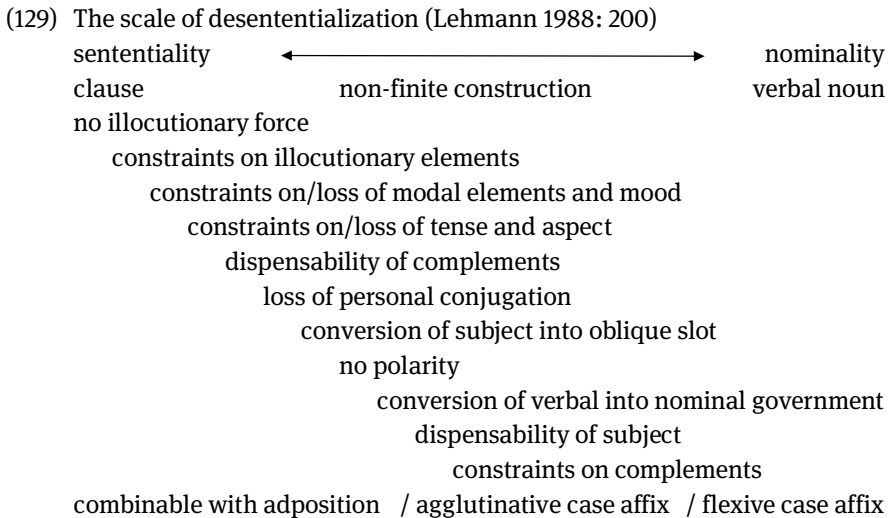 (129) The scale of desententialization (Lehmann 1988: 200)
sententiality nominality
clause non-finite construction verbal noun
no illocutionary force
constraints on illocutionary elements
constraints on/loss of modal elements and mood
constraints on/loss of tense and aspect
dispensability of complements
loss of personal conjugation
conversion of subject into oblique slot
no polarity
conversion of verbal into nominal government
dispensability of subject
constraints on complements
combinable with adposition / agglutinative case affix / flexive case affix